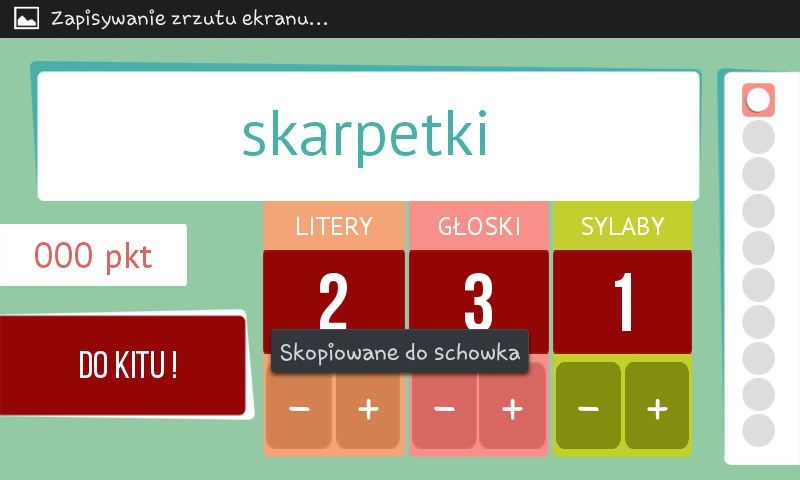 Zapisywanie zrzutu ekranu...
skarpetki
000 pkt
LITERY GŁOSKI SYLABY
2 3 1
Skopiowane do schowka
DO KITU !
− + − + − +